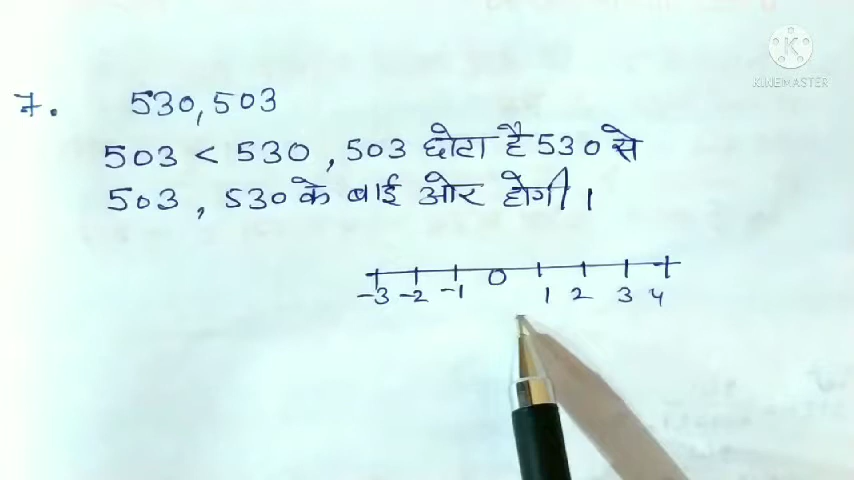 KINEMASTER
7. 530, 503
503 < 530, 503 छोटा है 530 से
503, 530 के बाई ओर होगी।
-3 -2 -1 0 1 2 3 4